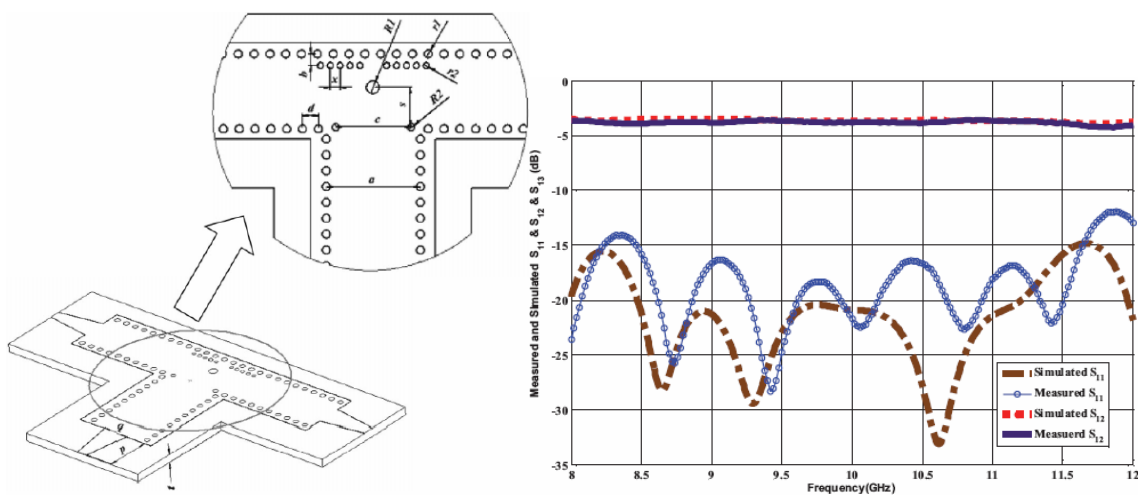 R1
r1
b
x
r2
s
R2
d
c
a
q
p
Measured and Simulated S11 & S12 & S13 (dB)
0
-5
-10
-15
-20
-25
-30
-35
8
8.5
9
9.5
10
10.5
11
11.5
12
Frequency(GHz)
Simulated S11
Measured S11
Simulated S12
Measuerd S12